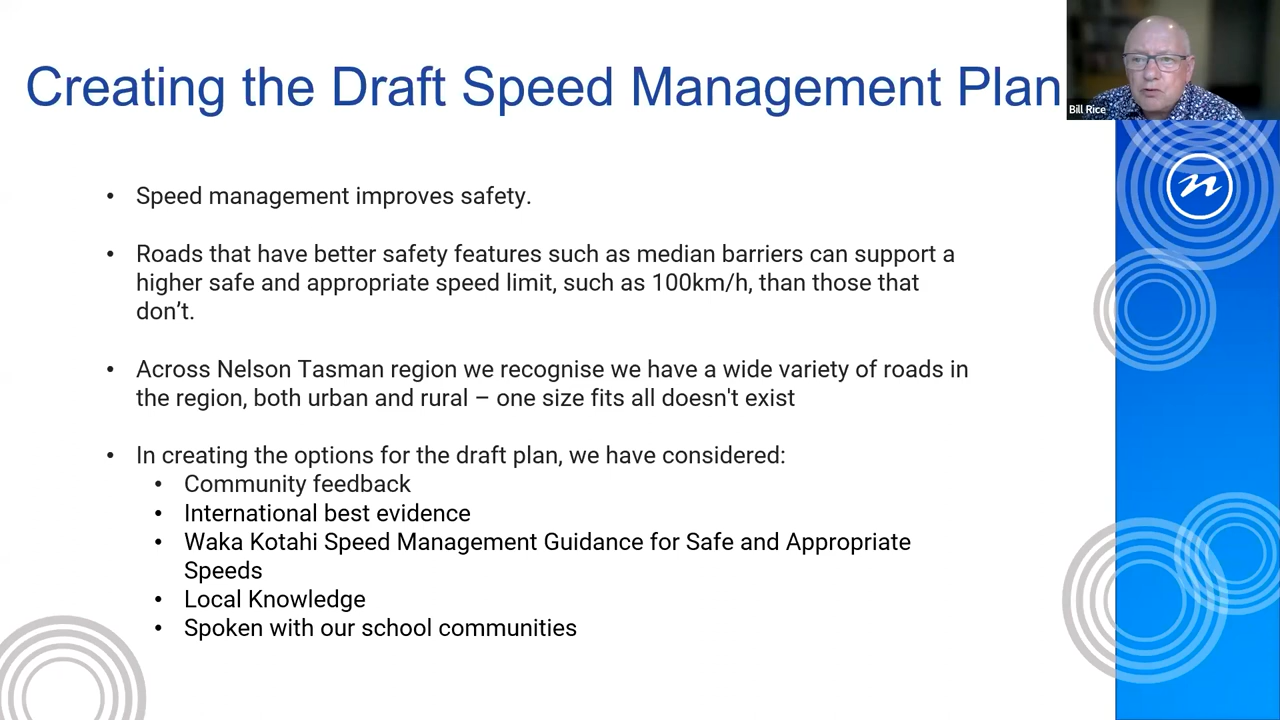 Creating the Draft Speed Management Plan
Bill Rice
n
• Speed management improves safety.
• Roads that have better safety features such as median barriers can support a
higher safe and appropriate speed limit, such as 100km/h, than those that
don’t.
• Across Nelson Tasman region we recognise we have a wide variety of roads in
the region, both urban and rural – one size fits all doesn't exist
• In creating the options for the draft plan, we have considered:
• Community feedback
• International best evidence
• Waka Kotahi Speed Management Guidance for Safe and Appropriate
Speeds
• Local Knowledge
• Spoken with our school communities